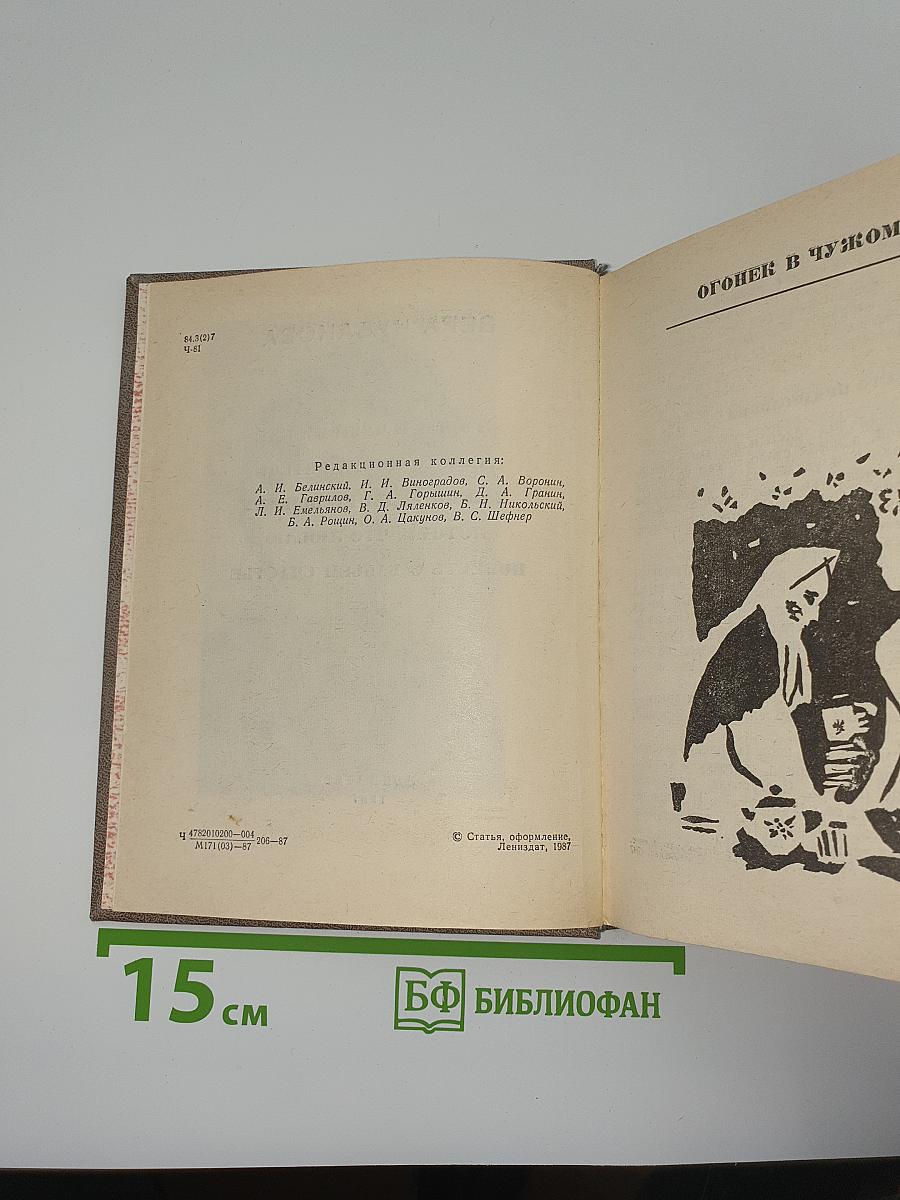 84.3(2)7
Ч-81
Редакционная коллегия:
А. И. Белинский, И. И. Виноградов, С. А. Воронин,
А. Е. Гаврилов, Г. А. Горышин, Д. А. Гранин,
Л. И. Емельянов, В. Д. Ляленков, Б. Н. Никольский,
Б. А. Рощин, О. А. Цакунов, В. С. Шефнер
Ч 4782010200—004
М171(03)—87 206—87
© Статья, оформление,
Лениздат, 1987
ОГОНЕК В ЧУЖОМ
15 см
БФ БИБЛИОФАН